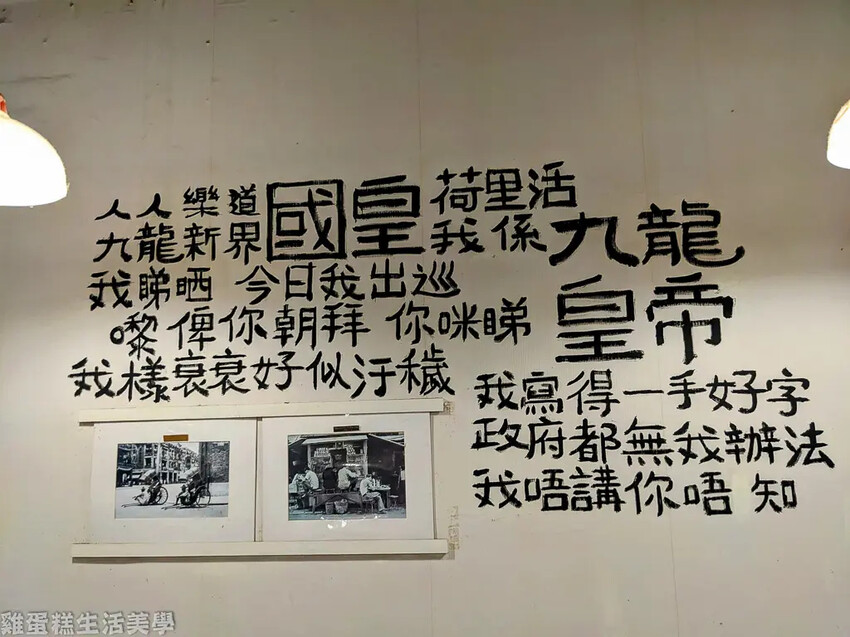 人人樂道
國皇
荷里活
九龍新界
我係九龍
皇帝
我睇晒 今日我出巡
嚟俾你朝拜 你咪睇
我樣衰衰好似汙穢
我寫得一手好字
政府都無我辦法
我唔講你唔知
雞蛋糕生活美學